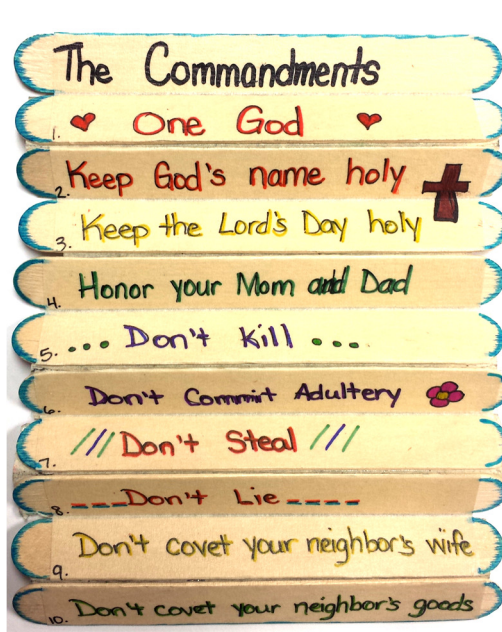 The Commandments
1. One God
2. Keep God's name holy
3. Keep the Lord's Day holy
4. Honor your Mom and Dad
5. ... Don't Kill ...
6. Don't Commit Adultery
7. /// Don't Steal ///
8. ___Don't Lie____
9. Don't covet your neighbor's wife
10. Don't covet your neighbor's goods